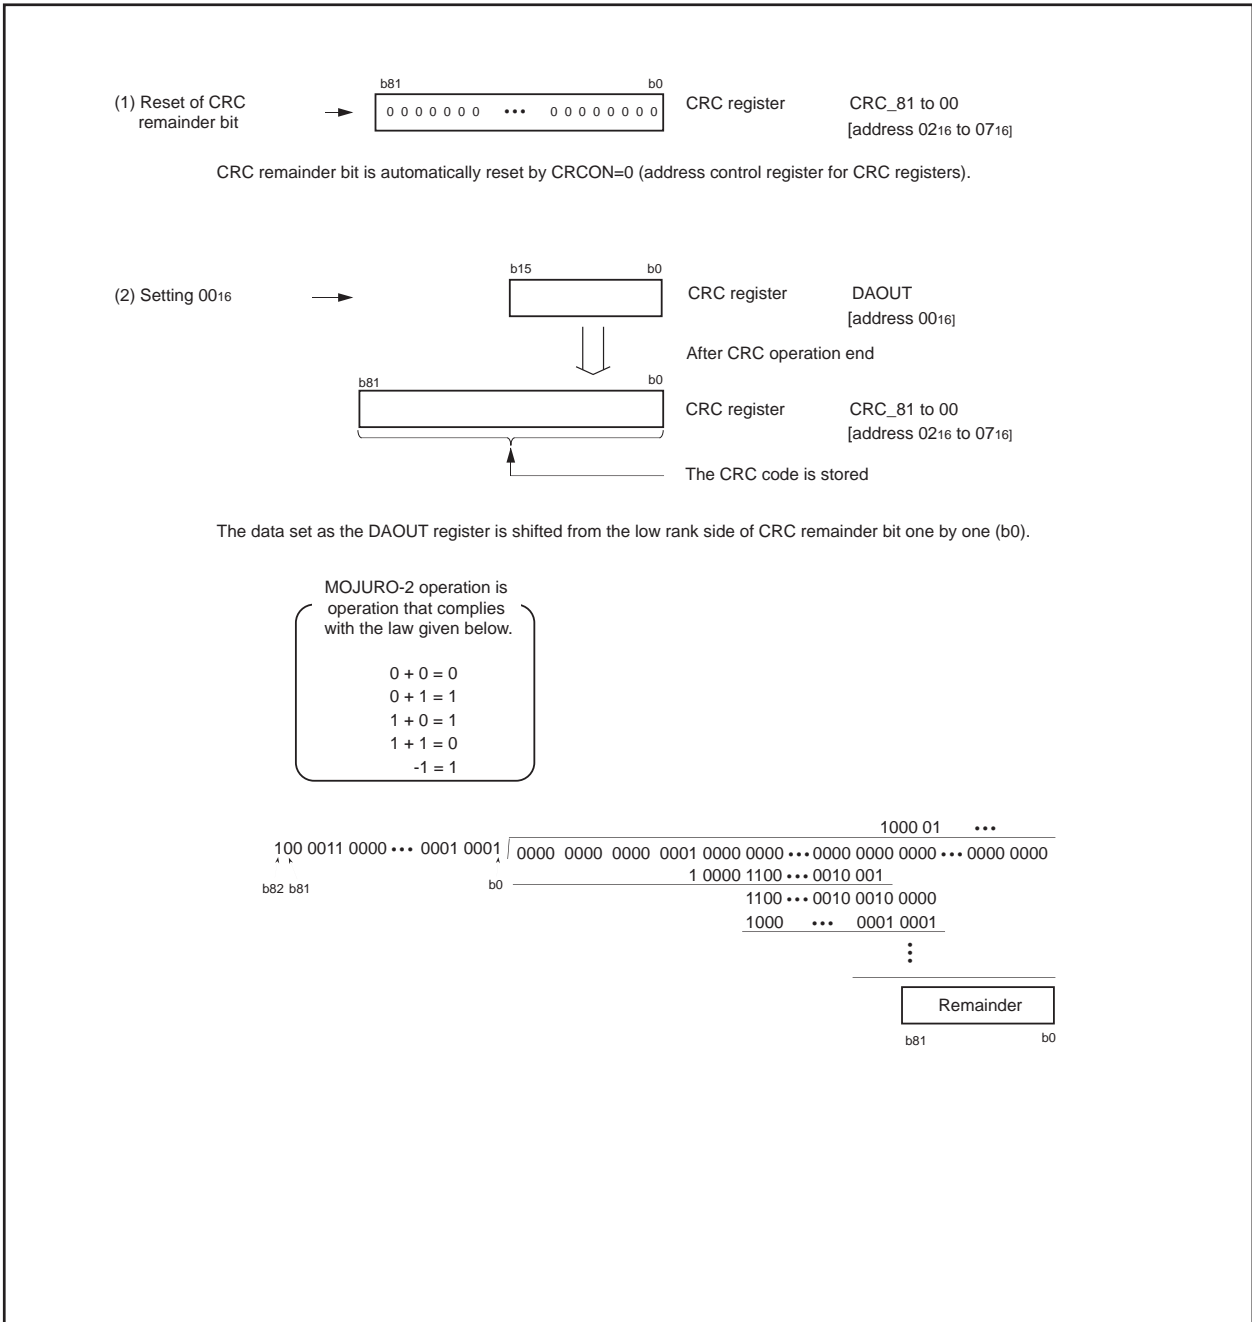 b81 b0
(1) Reset of CRC remainder bit
0 0 0 0 0 0 0 ••• 0 0 0 0 0 0 0 0
CRC register CRC_81 to 00
[address 0216 to 0716]
CRC remainder bit is automatically reset by CRCON=0 (address control register for CRC registers).
b15 b0
(2) Setting 0016
CRC register DAOUT
[address 0016]
After CRC operation end
b81 b0
CRC register CRC_81 to 00
[address 0216 to 0716]
The CRC code is stored
The data set as the DAOUT register is shifted from the low rank side of CRC remainder bit one by one (b0).
MOJURO-2 operation is
operation that complies
with the law given below.
0 + 0 = 0
0 + 1 = 1
1 + 0 = 1
1 + 1 = 0
-1 = 1
1000 01 •••
100 0011 0000 ••• 0001 0001 0000 0000 0000 0001 0000 0000 ••• 0000 0000 0000 ••• 0000 0000
b82 b81 b0
1 0000 1100 ••• 0010 001
1100 ••• 0010 0010 0000
1000 ••• 0001 0001
Remainder
b81 b0